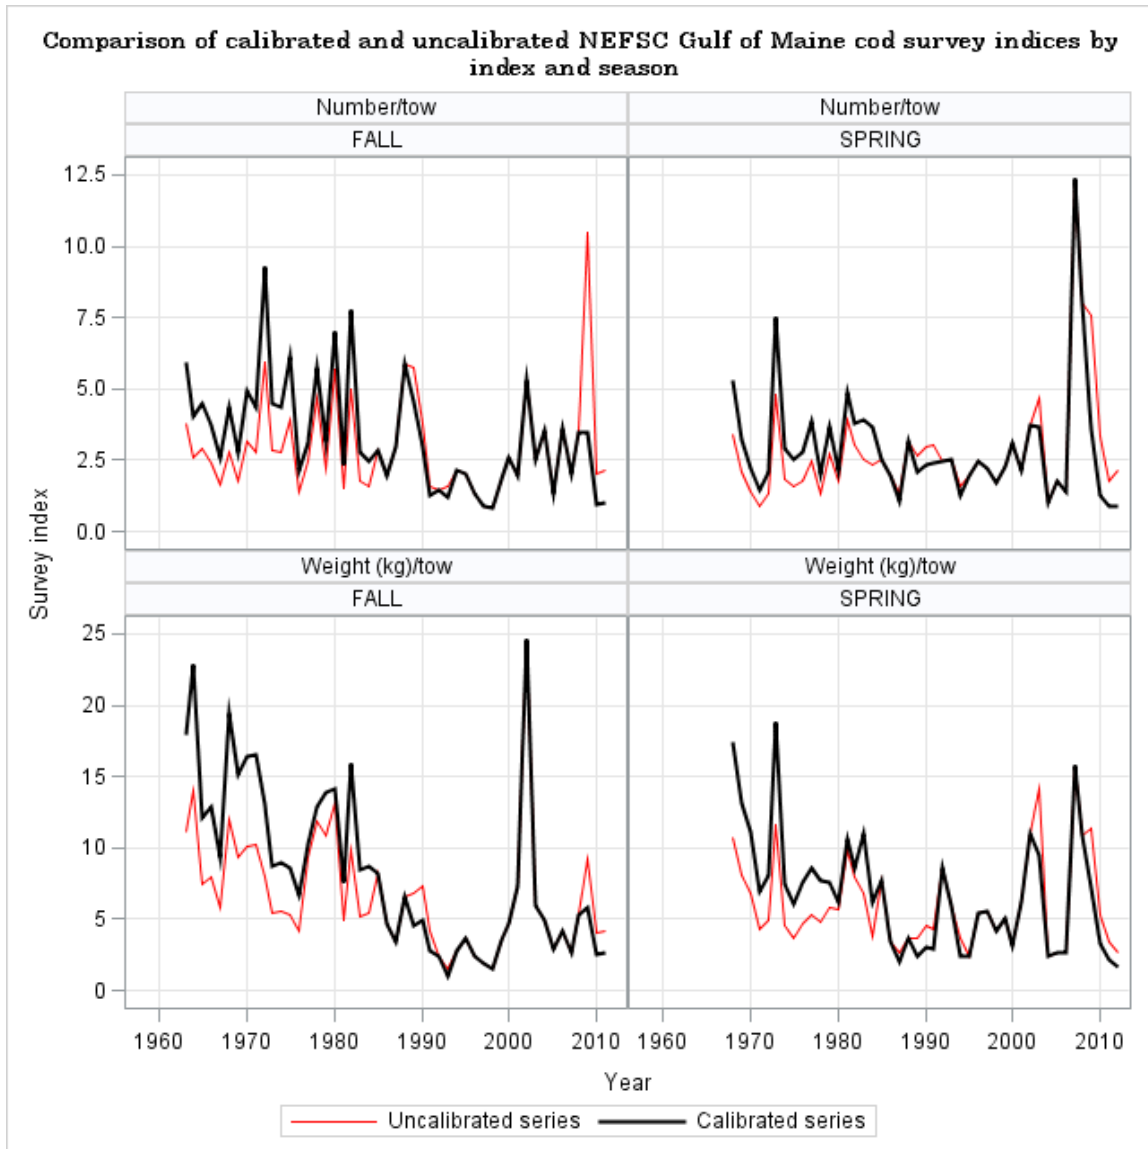 Comparison of calibrated and uncalibrated NEFSC Gulf of Maine cod survey indices by
index and season
Number/tow
Number/tow
FALL
SPRING
12.5
10.0
7.5
5.0
2.5
0.0
Survey index
Weight (kg)/tow
Weight (kg)/tow
FALL
SPRING
25
20
15
10
5
0
1960 1970 1980 1990 2000 2010 1960 1970 1980 1990 2000 2010
Year
Uncalibrated series Calibrated series